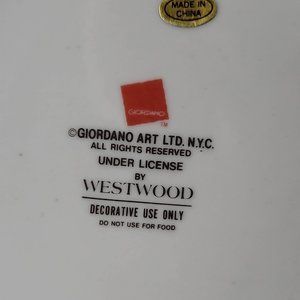 MADE IN
CHINA
GIORDANO
TM
©GIORDANO ART LTD. N.Y.C.
ALL RIGHTS RESERVED
UNDER LICENSE
BY
WESTWOOD
DECORATIVE USE ONLY
DO NOT USE FOR FOOD